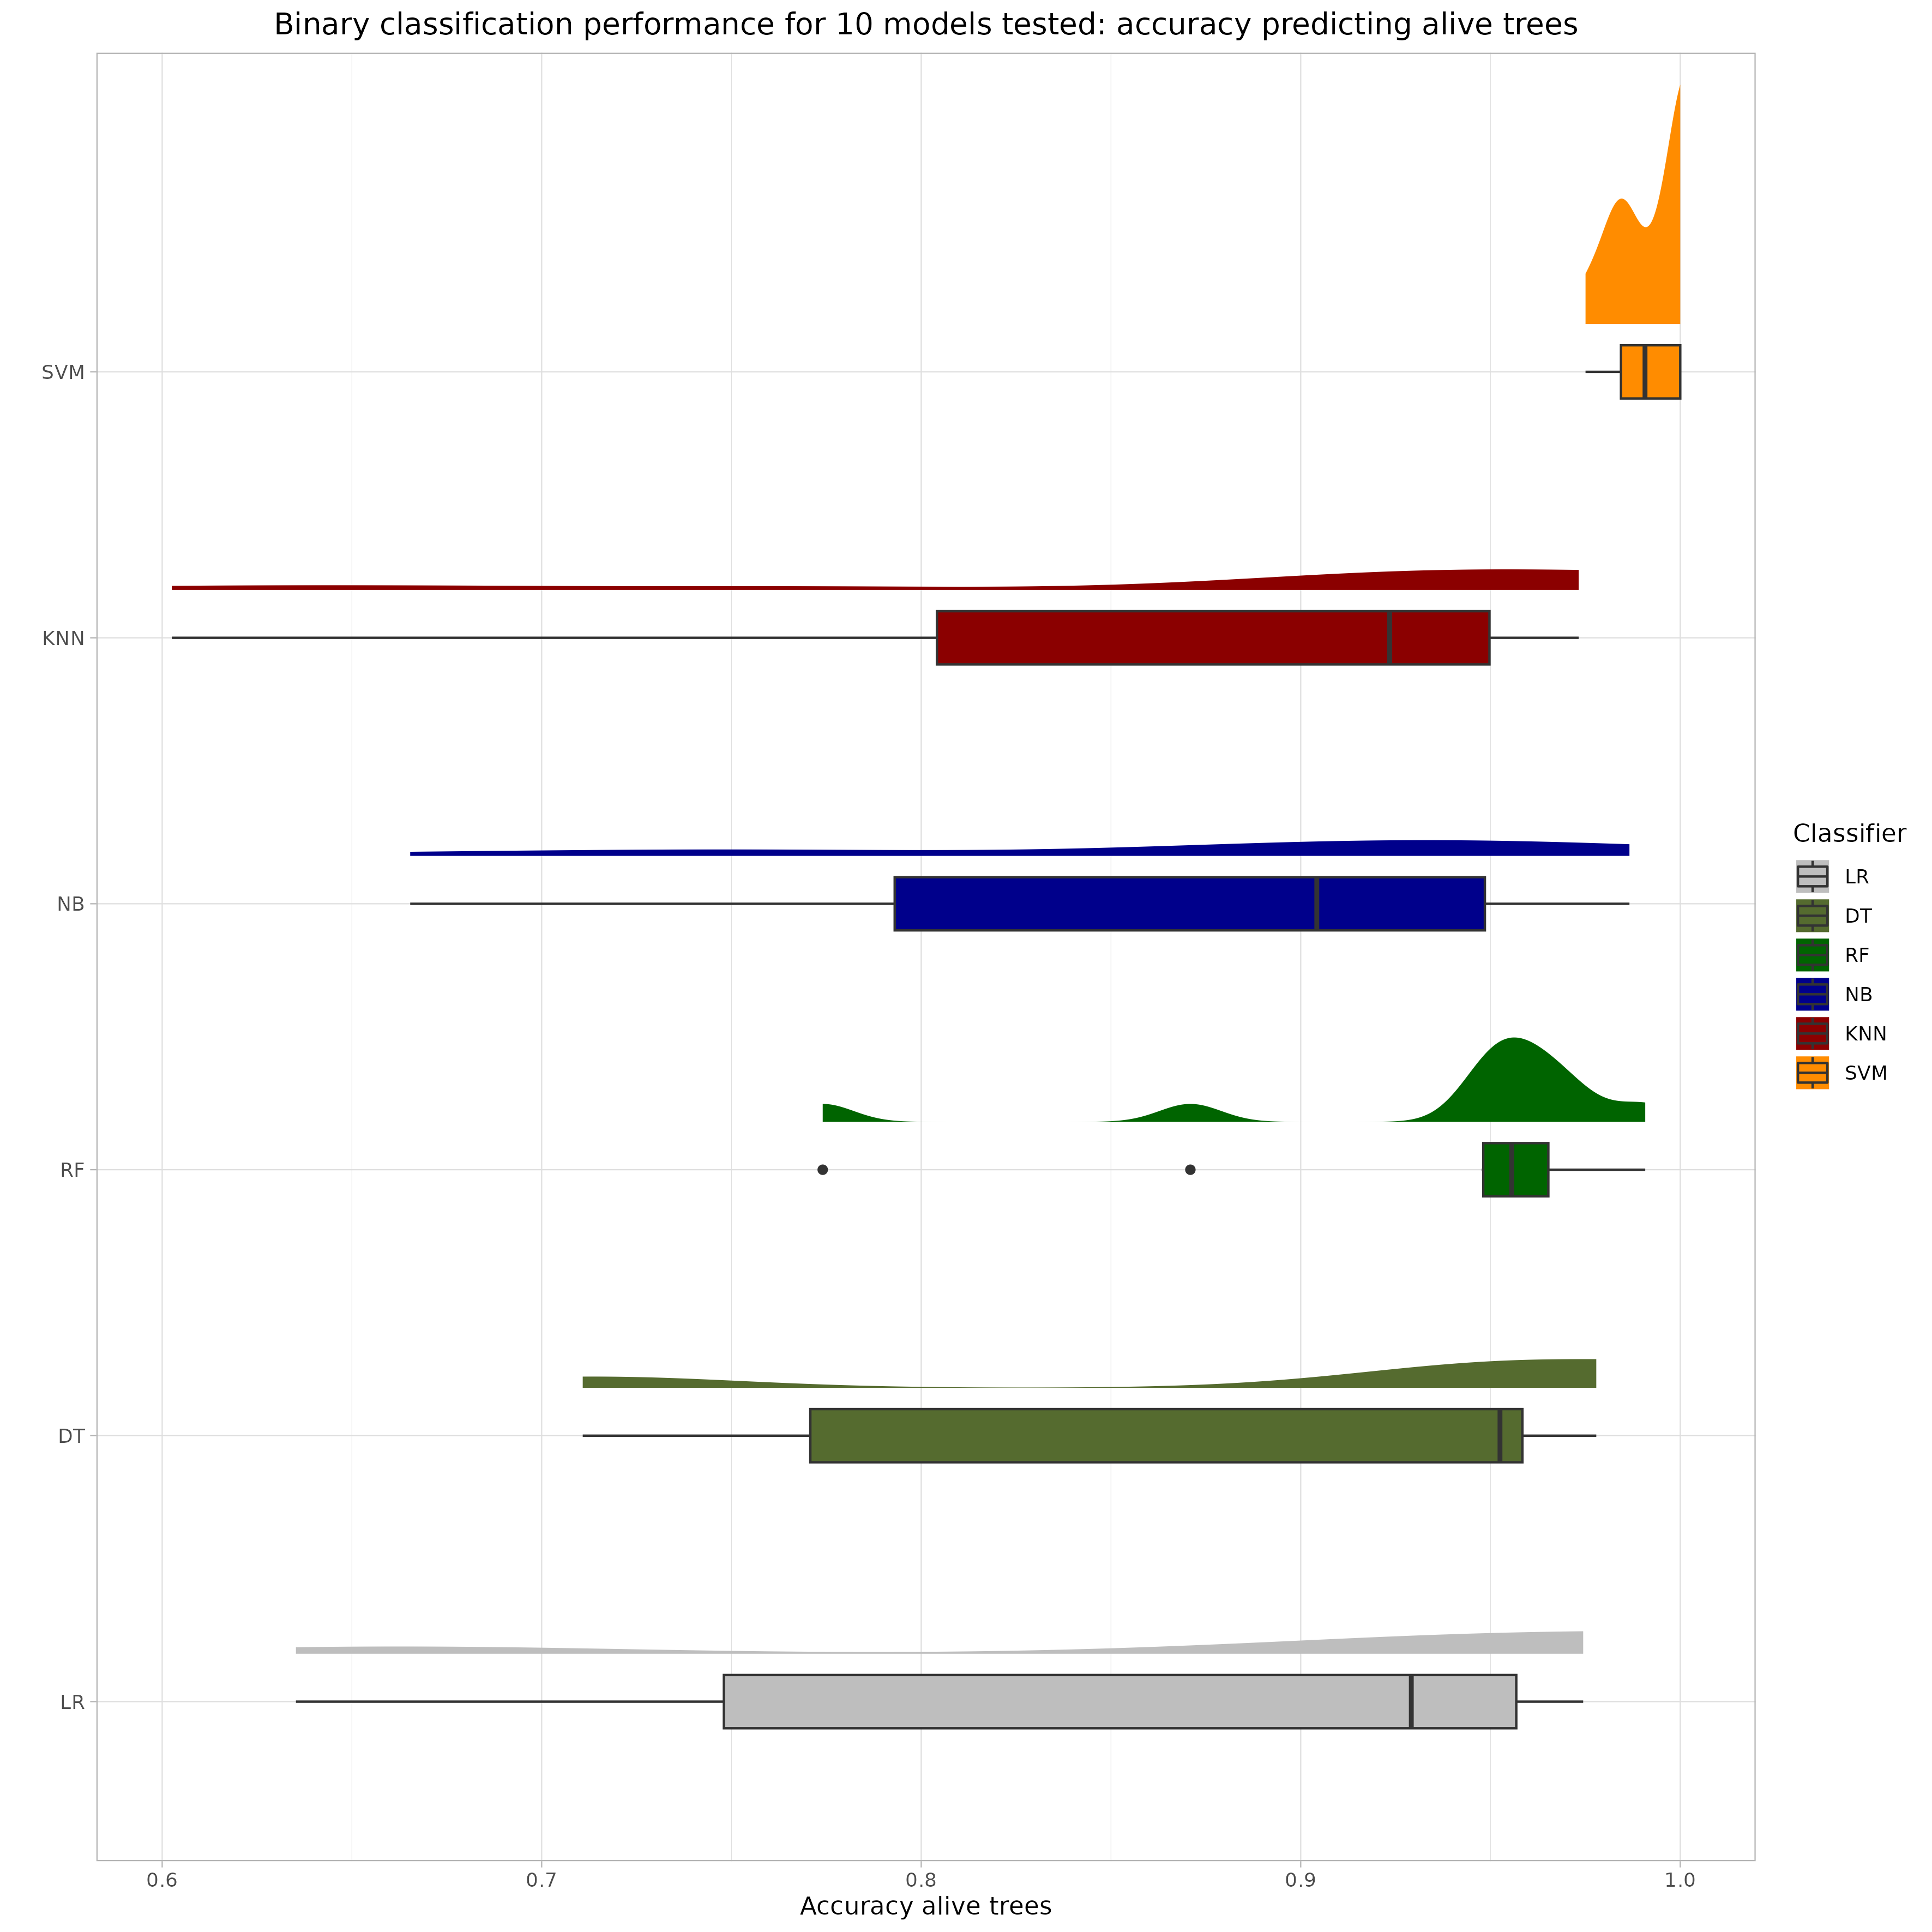 Binary classification performance for 10 models tested: accuracy predicting alive trees
SVM
KNN
NB
RF
DT
LR
0.6
0.7
0.8
0.9
1.0
Accuracy alive trees
Classifier
LR
DT
RF
NB
KNN
SVM